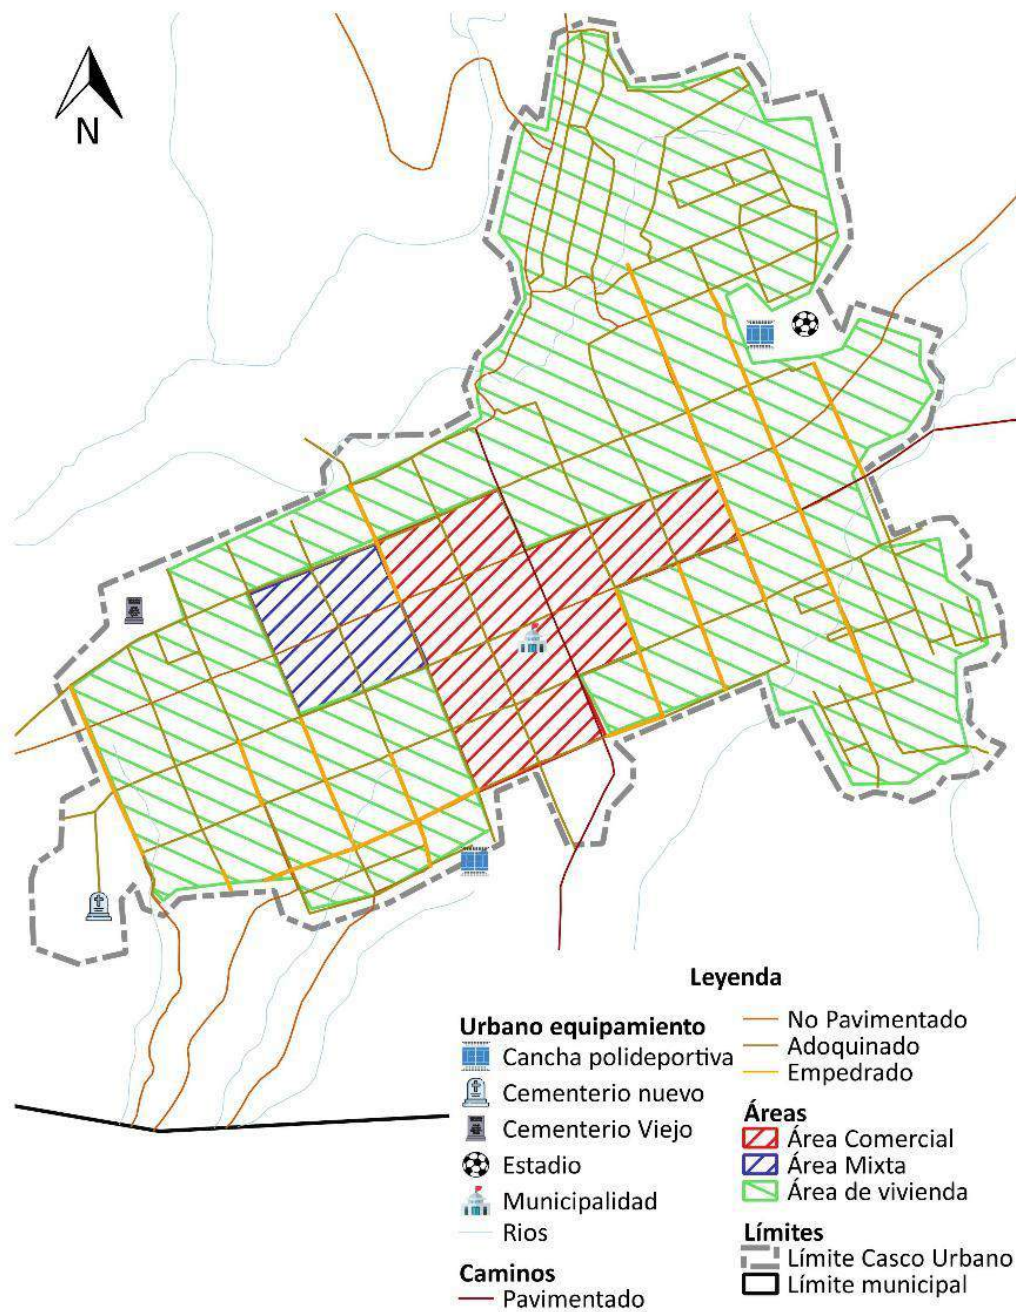 N
Leyenda
Urbano equipamiento
Cancha polideportiva
Cementerio nuevo
Cementerio Viejo
Estadio
Municipalidad
Rios
Caminos
Pavimentado
No Pavimentado
Adoquinado
Empedrado
Áreas
Área Comercial
Área Mixta
Área de vivienda
Límites
Límite Casco Urbano
Límite municipal